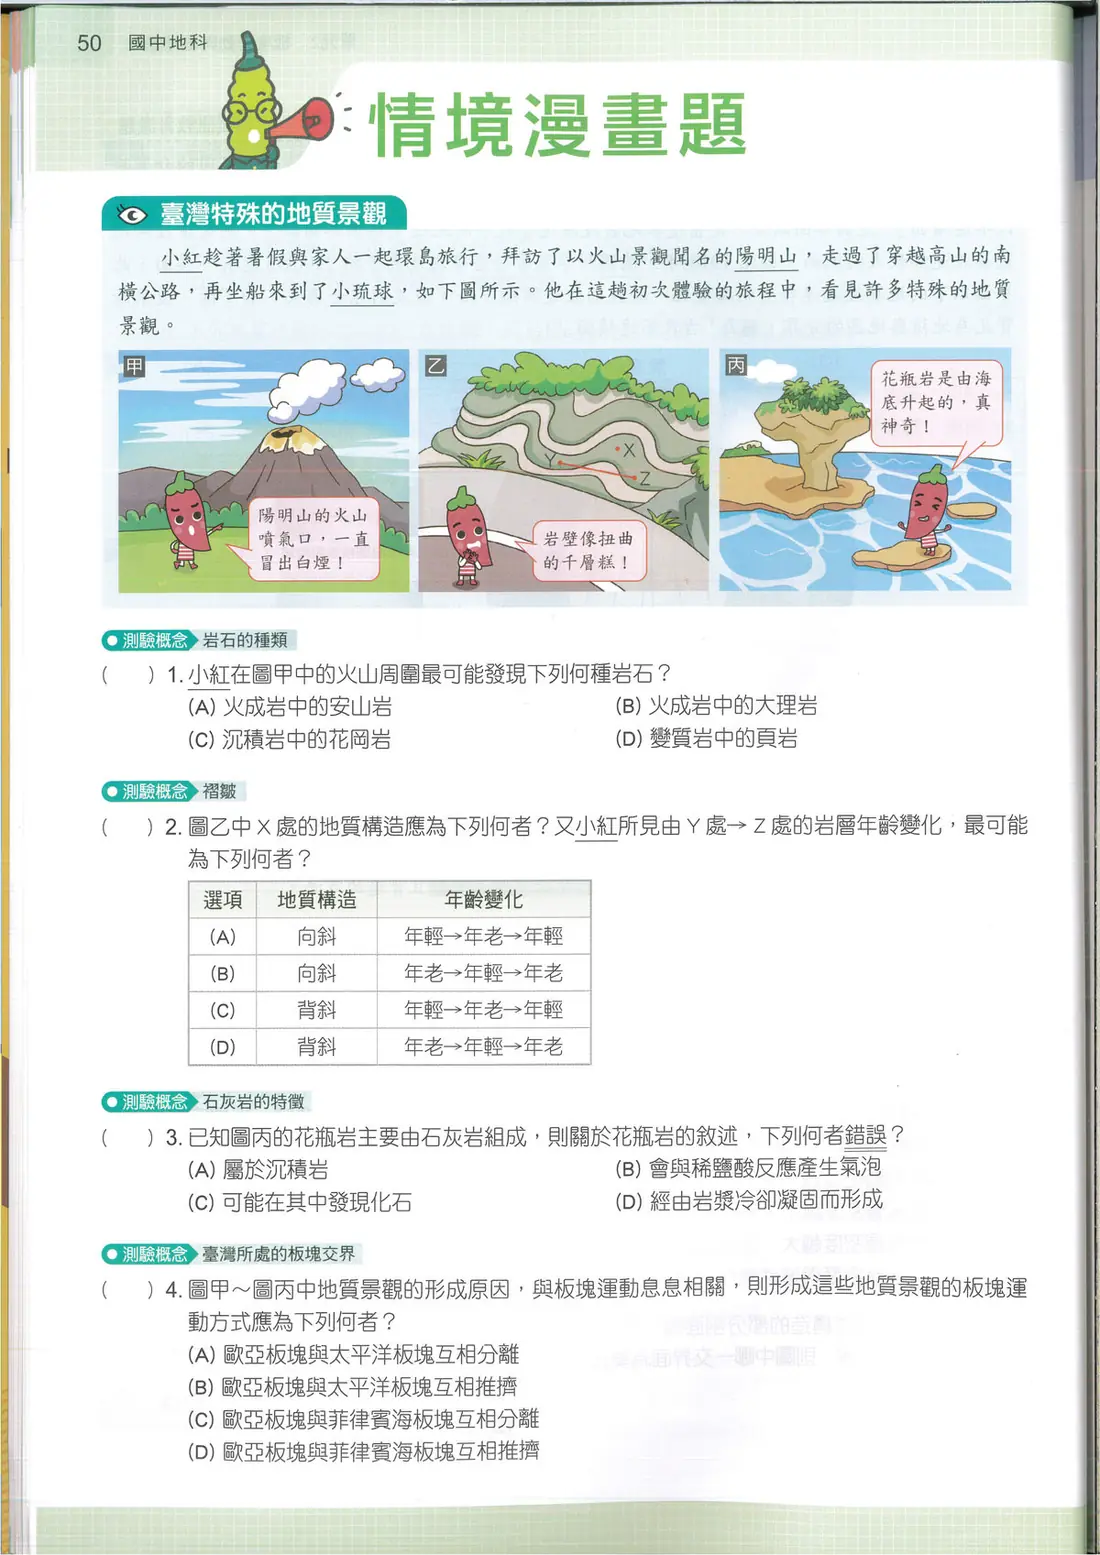 50 國中地科
情境漫畫題
臺灣特殊的地質景觀
小紅趁著暑假與家人一起環島旅行，拜訪了以火山景觀聞名的陽明山，走過了穿越高山的南
橫公路，再坐船來到了小琉球，如下圖所示。他在這趟初次體驗的旅程中，看見許多特殊的地質
景觀。
甲
陽明山的火山
噴氣口，一直
冒出白煙！
乙
X
Y
Z
岩壁像扭曲
的千層糕！
丙
花瓶岩是由海
底升起的，真
神奇！
測驗概念 岩石的種類
( ) 1. 小紅在圖甲中的火山周圍最可能發現下列何種岩石？
(A) 火成岩中的安山岩 (B) 火成岩中的大理岩
(C) 沉積岩中的花岡岩 (D) 變質岩中的頁岩
測驗概念 褶皺
( ) 2. 圖乙中 X 處的地質構造應為下列何者？又小紅所見由 Y 處→ Z 處的岩層年齡變化，最可能
為下列何者？
選項 地質構造 年齡變化
(A) 向斜 年輕→年老→年輕
(B) 向斜 年老→年輕→年老
(C) 背斜 年輕→年老→年輕
(D) 背斜 年老→年輕→年老
測驗概念 石灰岩的特徵
( ) 3. 已知圖丙的花瓶岩主要由石灰岩組成，則關於花瓶岩的敘述，下列何者錯誤？
(A) 屬於沉積岩 (B) 會與稀鹽酸反應產生氣泡
(C) 可能在其中發現化石 (D) 經由岩漿冷卻凝固而形成
測驗概念 臺灣所處的板塊交界
( ) 4. 圖甲～圖丙中地質景觀的形成原因，與板塊運動息息相關，則形成這些地質景觀的板塊運
動方式應為下列何者？
(A) 歐亞板塊與太平洋板塊互相分離
(B) 歐亞板塊與太平洋板塊互相推擠
(C) 歐亞板塊與菲律賓海板塊互相分離
(D) 歐亞板塊與菲律賓海板塊互相推擠